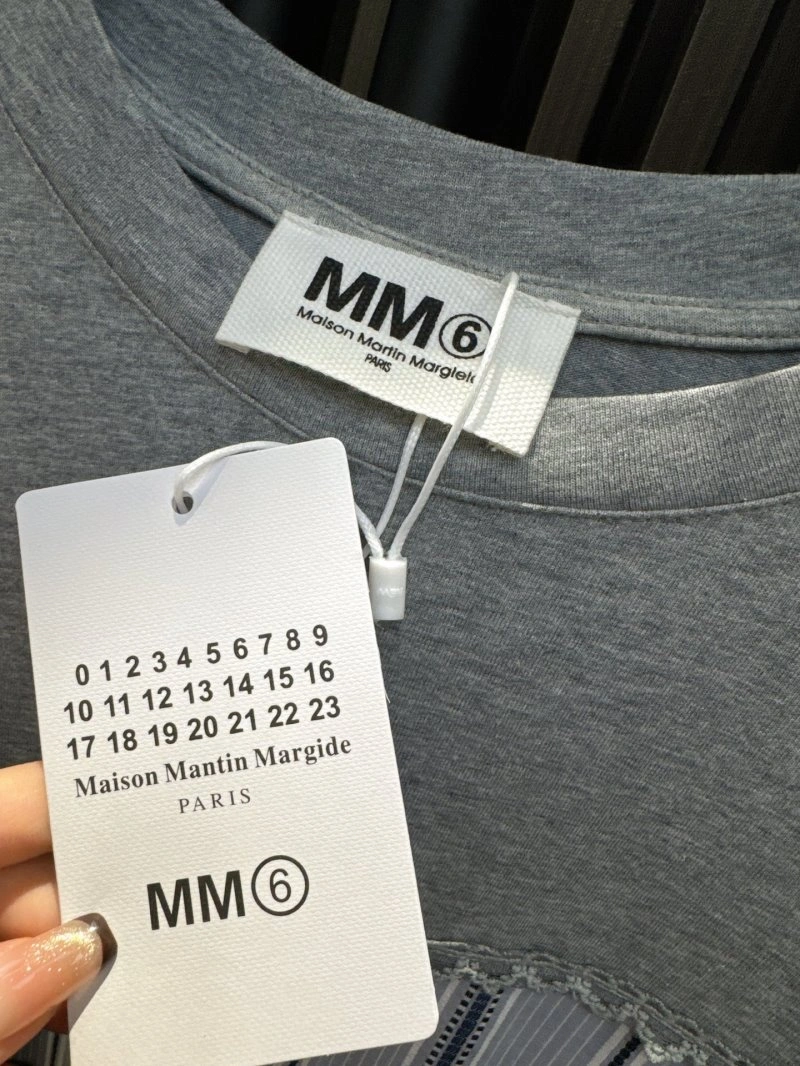 MM6
Maison Martin Margiela
PARIS
0 1 2 3 4 5 6 7 8 9
10 11 12 13 14 15 16
17 18 19 20 21 22 23
Maison Mantin Margide
PARIS
MM6